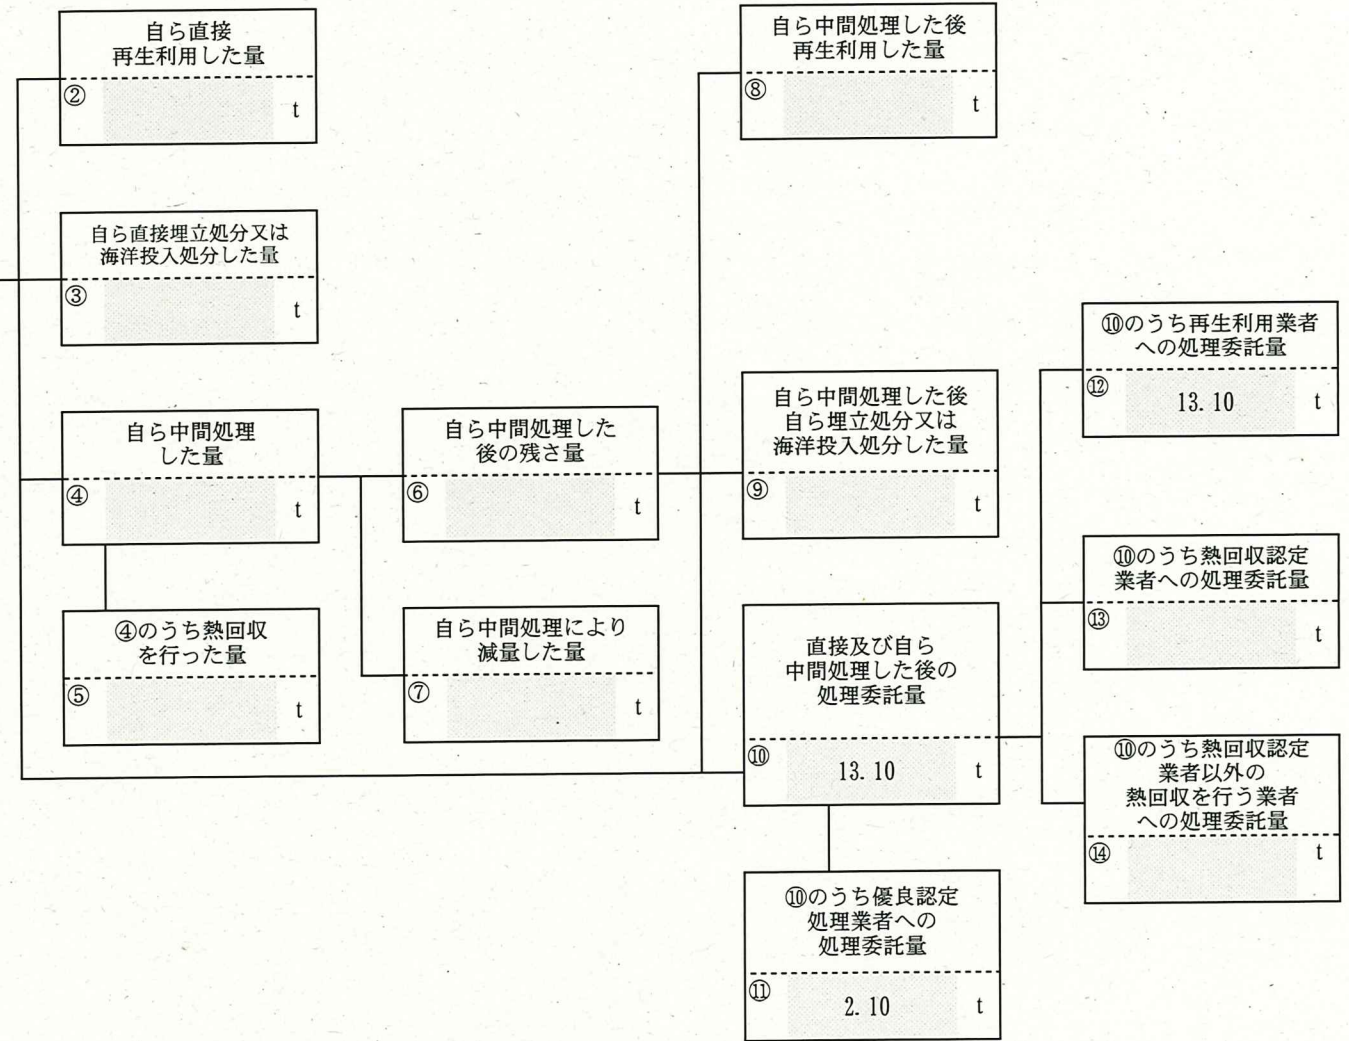 自ら直接
再生利用した量
② t
自ら直接埋立処分又は
海洋投入処分した量
③ t
自ら中間処理
した量
④ t
④のうち熱回収
を行った量
⑤ t
自ら中間処理した
後の残さ量
⑥ t
自ら中間処理により
減量した量
⑦ t
自ら中間処理した後
再生利用した量
⑧ t
自ら中間処理した後
自ら埋立処分又は
海洋投入処分した量
⑨ t
直接及び自ら
中間処理した後の
処理委託量
⑩ 13.10 t
⑩のうち優良認定
処理業者への
処理委託量
⑪ 2.10 t
⑩のうち再生利用業者
への処理委託量
⑫ 13.10 t
⑩のうち熱回収認定
業者への処理委託量
⑬ t
⑩のうち熱回収認定
業者以外の
熱回収を行う業者
への処理委託量
⑭ t